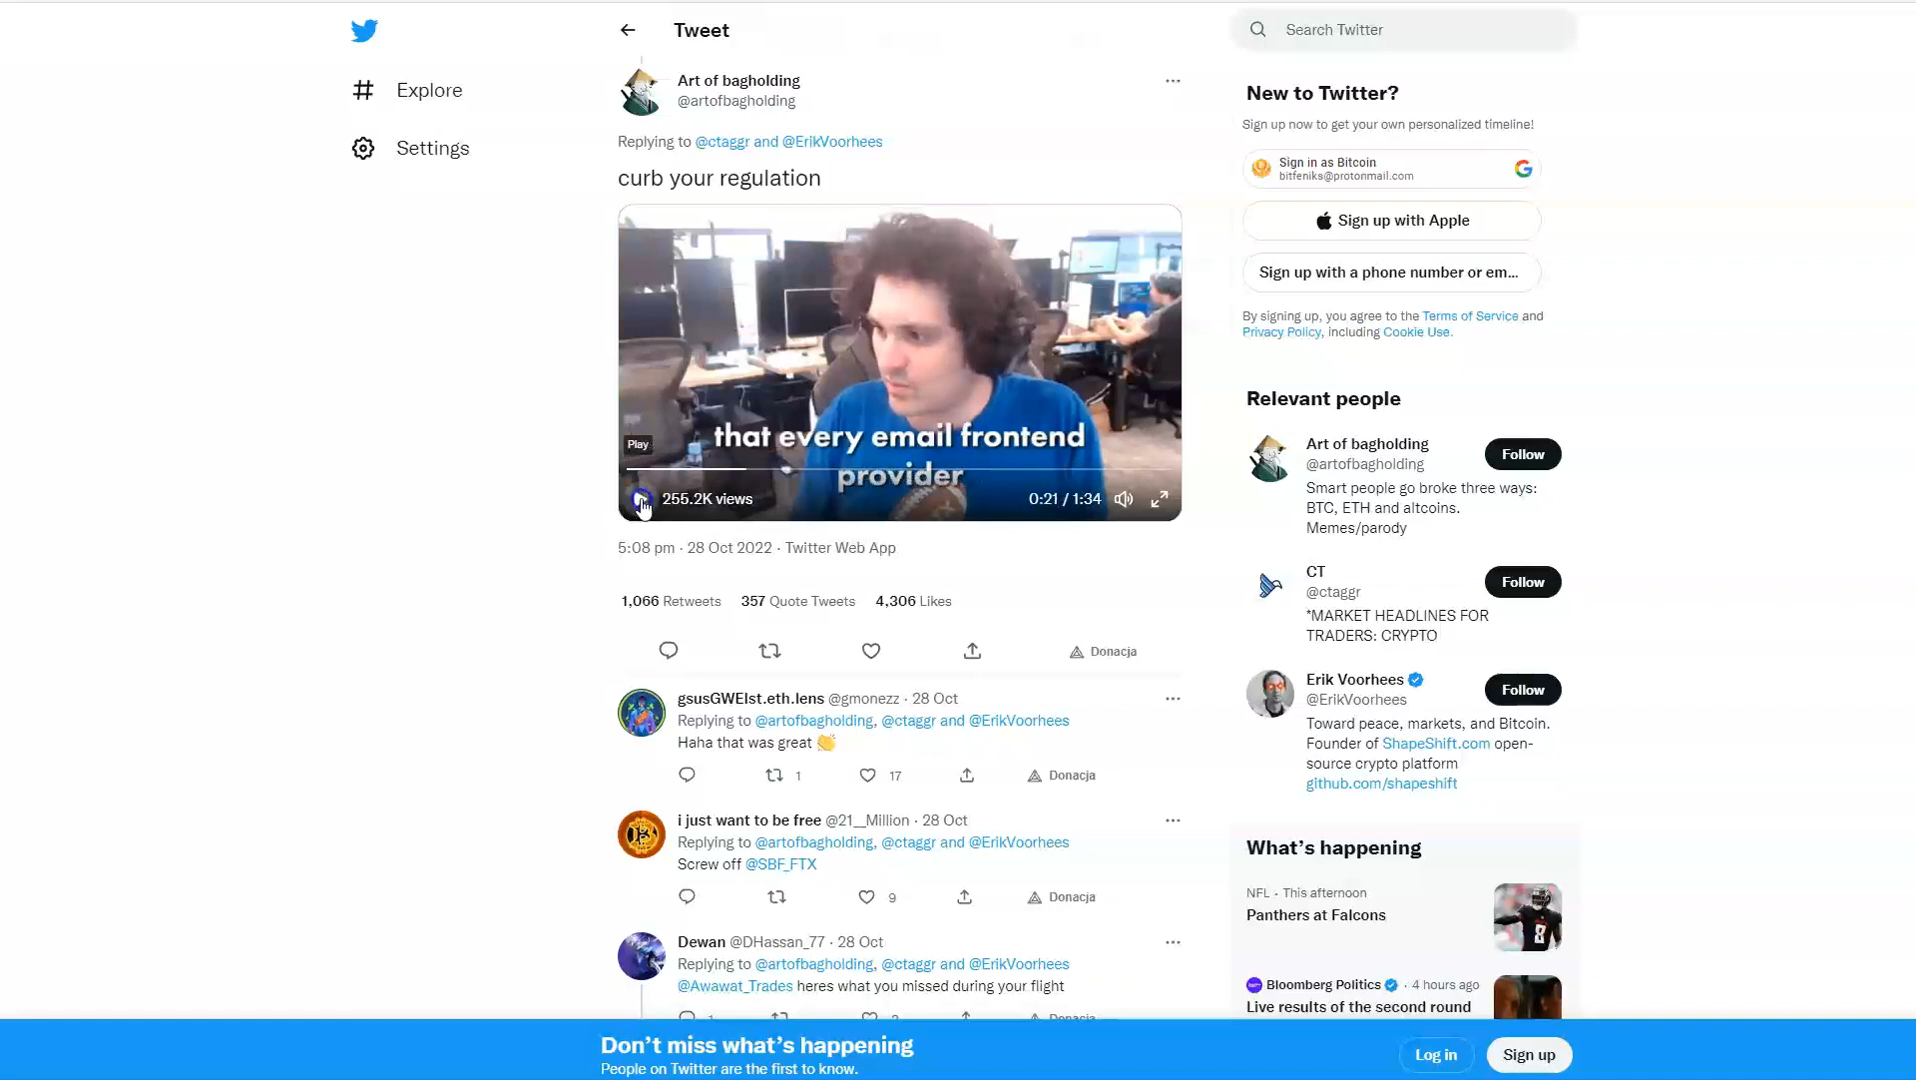 Tweet
Search Twitter
Explore
Settings
Art of bagholding
@artofbagholding
Replying to @ctaggr and @ErikVoorhees
curb your regulation
that every email frontend
provider
Play
255.2K views
0:21 / 1:34
5:08 pm · 28 Oct 2022 · Twitter Web App
1,066 Retweets 357 Quote Tweets 4,306 Likes
Donacja
gsusGWEIst.eth.lens @gmonezz · 28 Oct
Replying to @artofbagholding, @ctaggr and @ErikVoorhees
Haha that was great
1 17 Donacja
i just want to be free @21__Million · 28 Oct
Replying to @artofbagholding, @ctaggr and @ErikVoorhees
Screw off @SBF_FTX
9 Donacja
Dewan @DHassan_77 · 28 Oct
Replying to @artofbagholding, @ctaggr and @ErikVoorhees
@Awawat_Trades heres what you missed during your flight
Donacja
New to Twitter?
Sign up now to get your own personalized timeline!
Sign in as Bitcoin
bitfeniks@protonmail.com
Sign up with Apple
Sign up with a phone number or em...
By signing up, you agree to the Terms of Service and
Privacy Policy, including Cookie Use.
Relevant people
Art of bagholding
@artofbagholding
Follow
Smart people go broke three ways:
BTC, ETH and altcoins.
Memes/parody
CT
@ctaggr
Follow
*MARKET HEADLINES FOR
TRADERS: CRYPTO
Erik Voorhees
@ErikVoorhees
Follow
Toward peace, markets, and Bitcoin.
Founder of ShapeShift.com open-
source crypto platform
github.com/shapeshift
What's happening
NFL · This afternoon
Panthers at Falcons
8
Bloomberg Politics · 4 hours ago
Live results of the second round
Don't miss what's happening
People on Twitter are the first to know.
Log in
Sign up